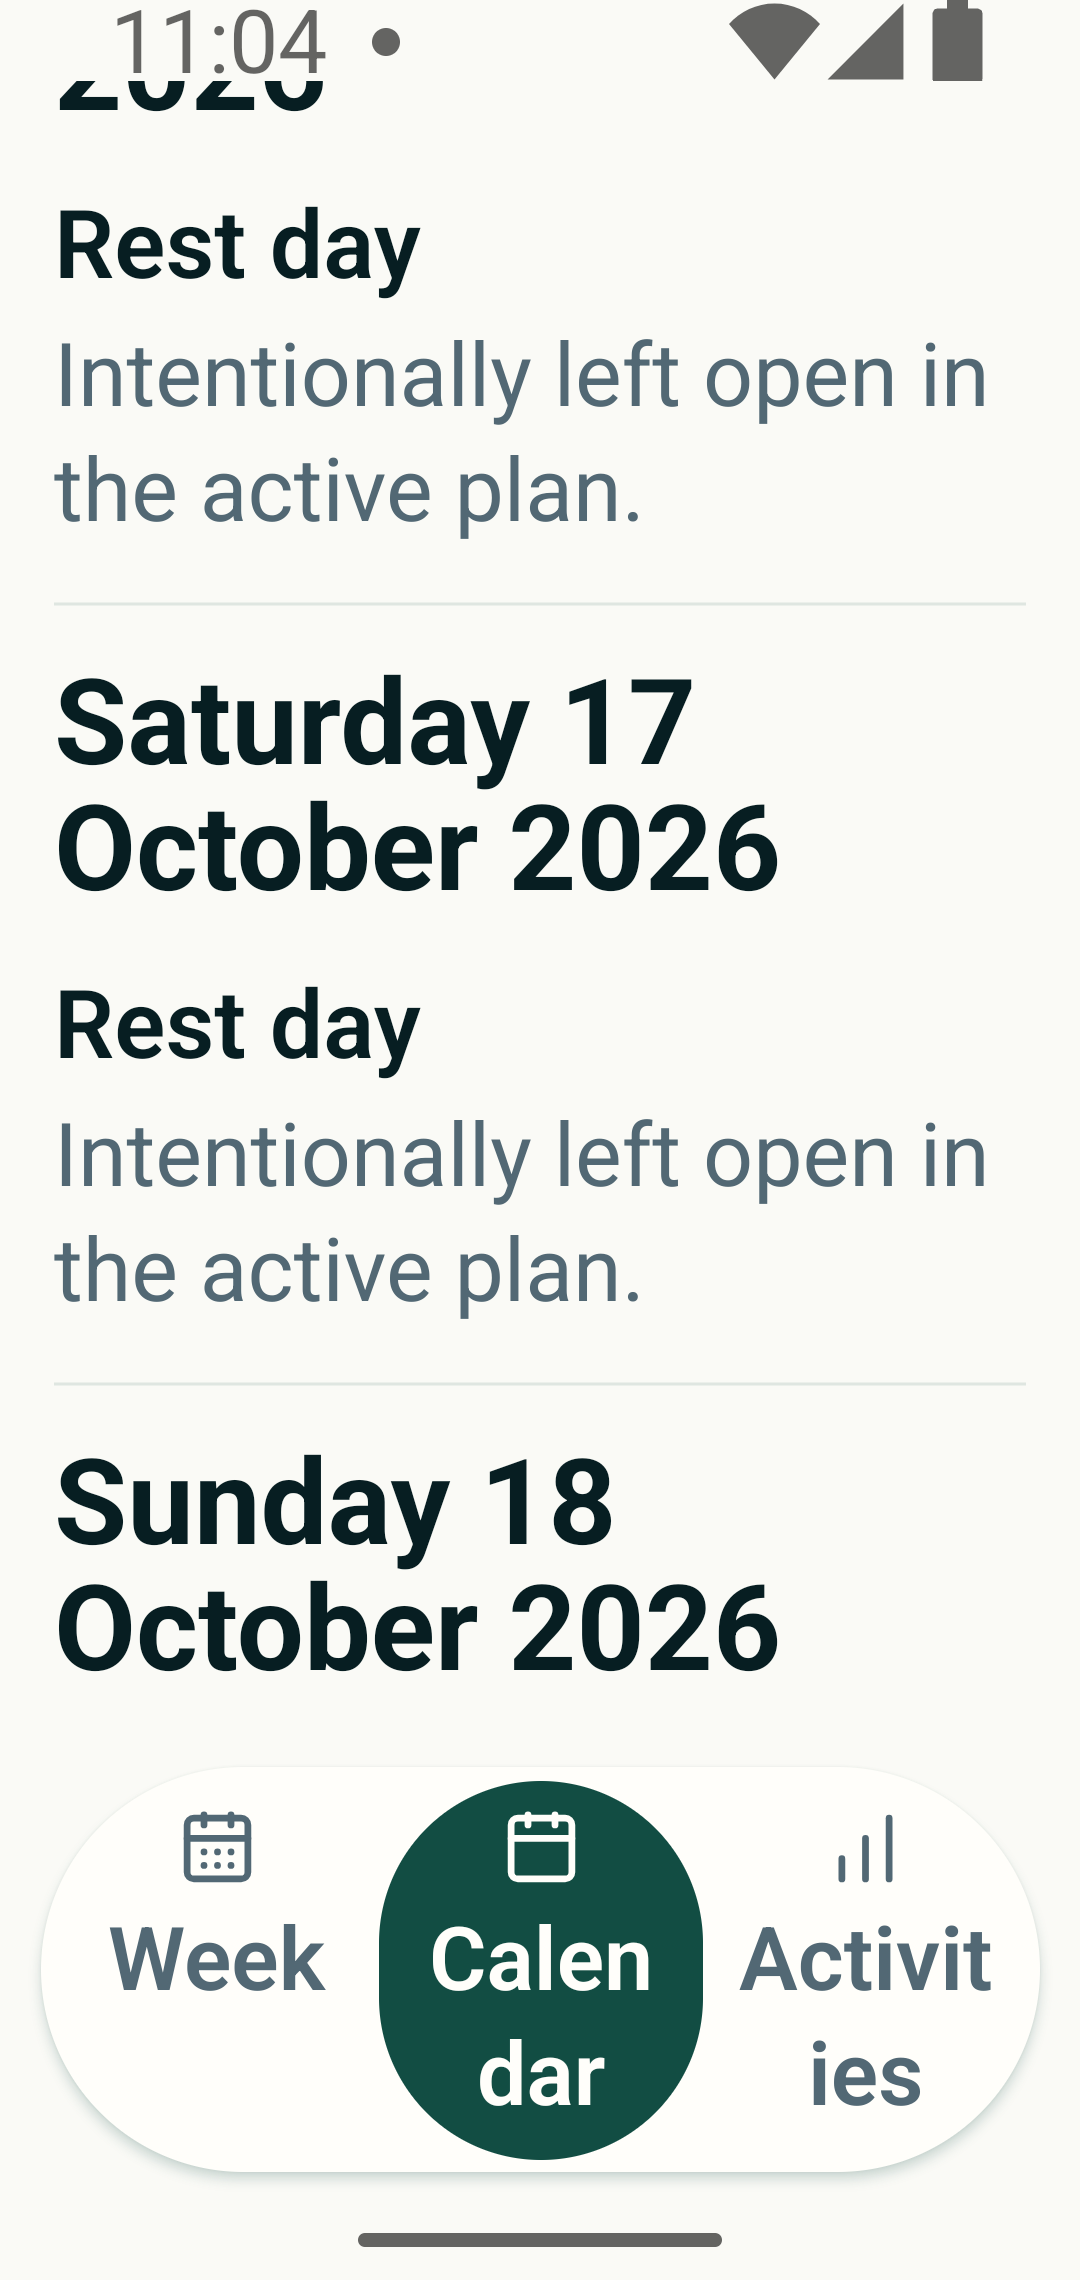 11:04
2026
Rest day
Intentionally left open in
the active plan.
Saturday 17
October 2026
Rest day
Intentionally left open in
the active plan.
Sunday 18
October 2026
Week
Calen
dar
Activit
ies